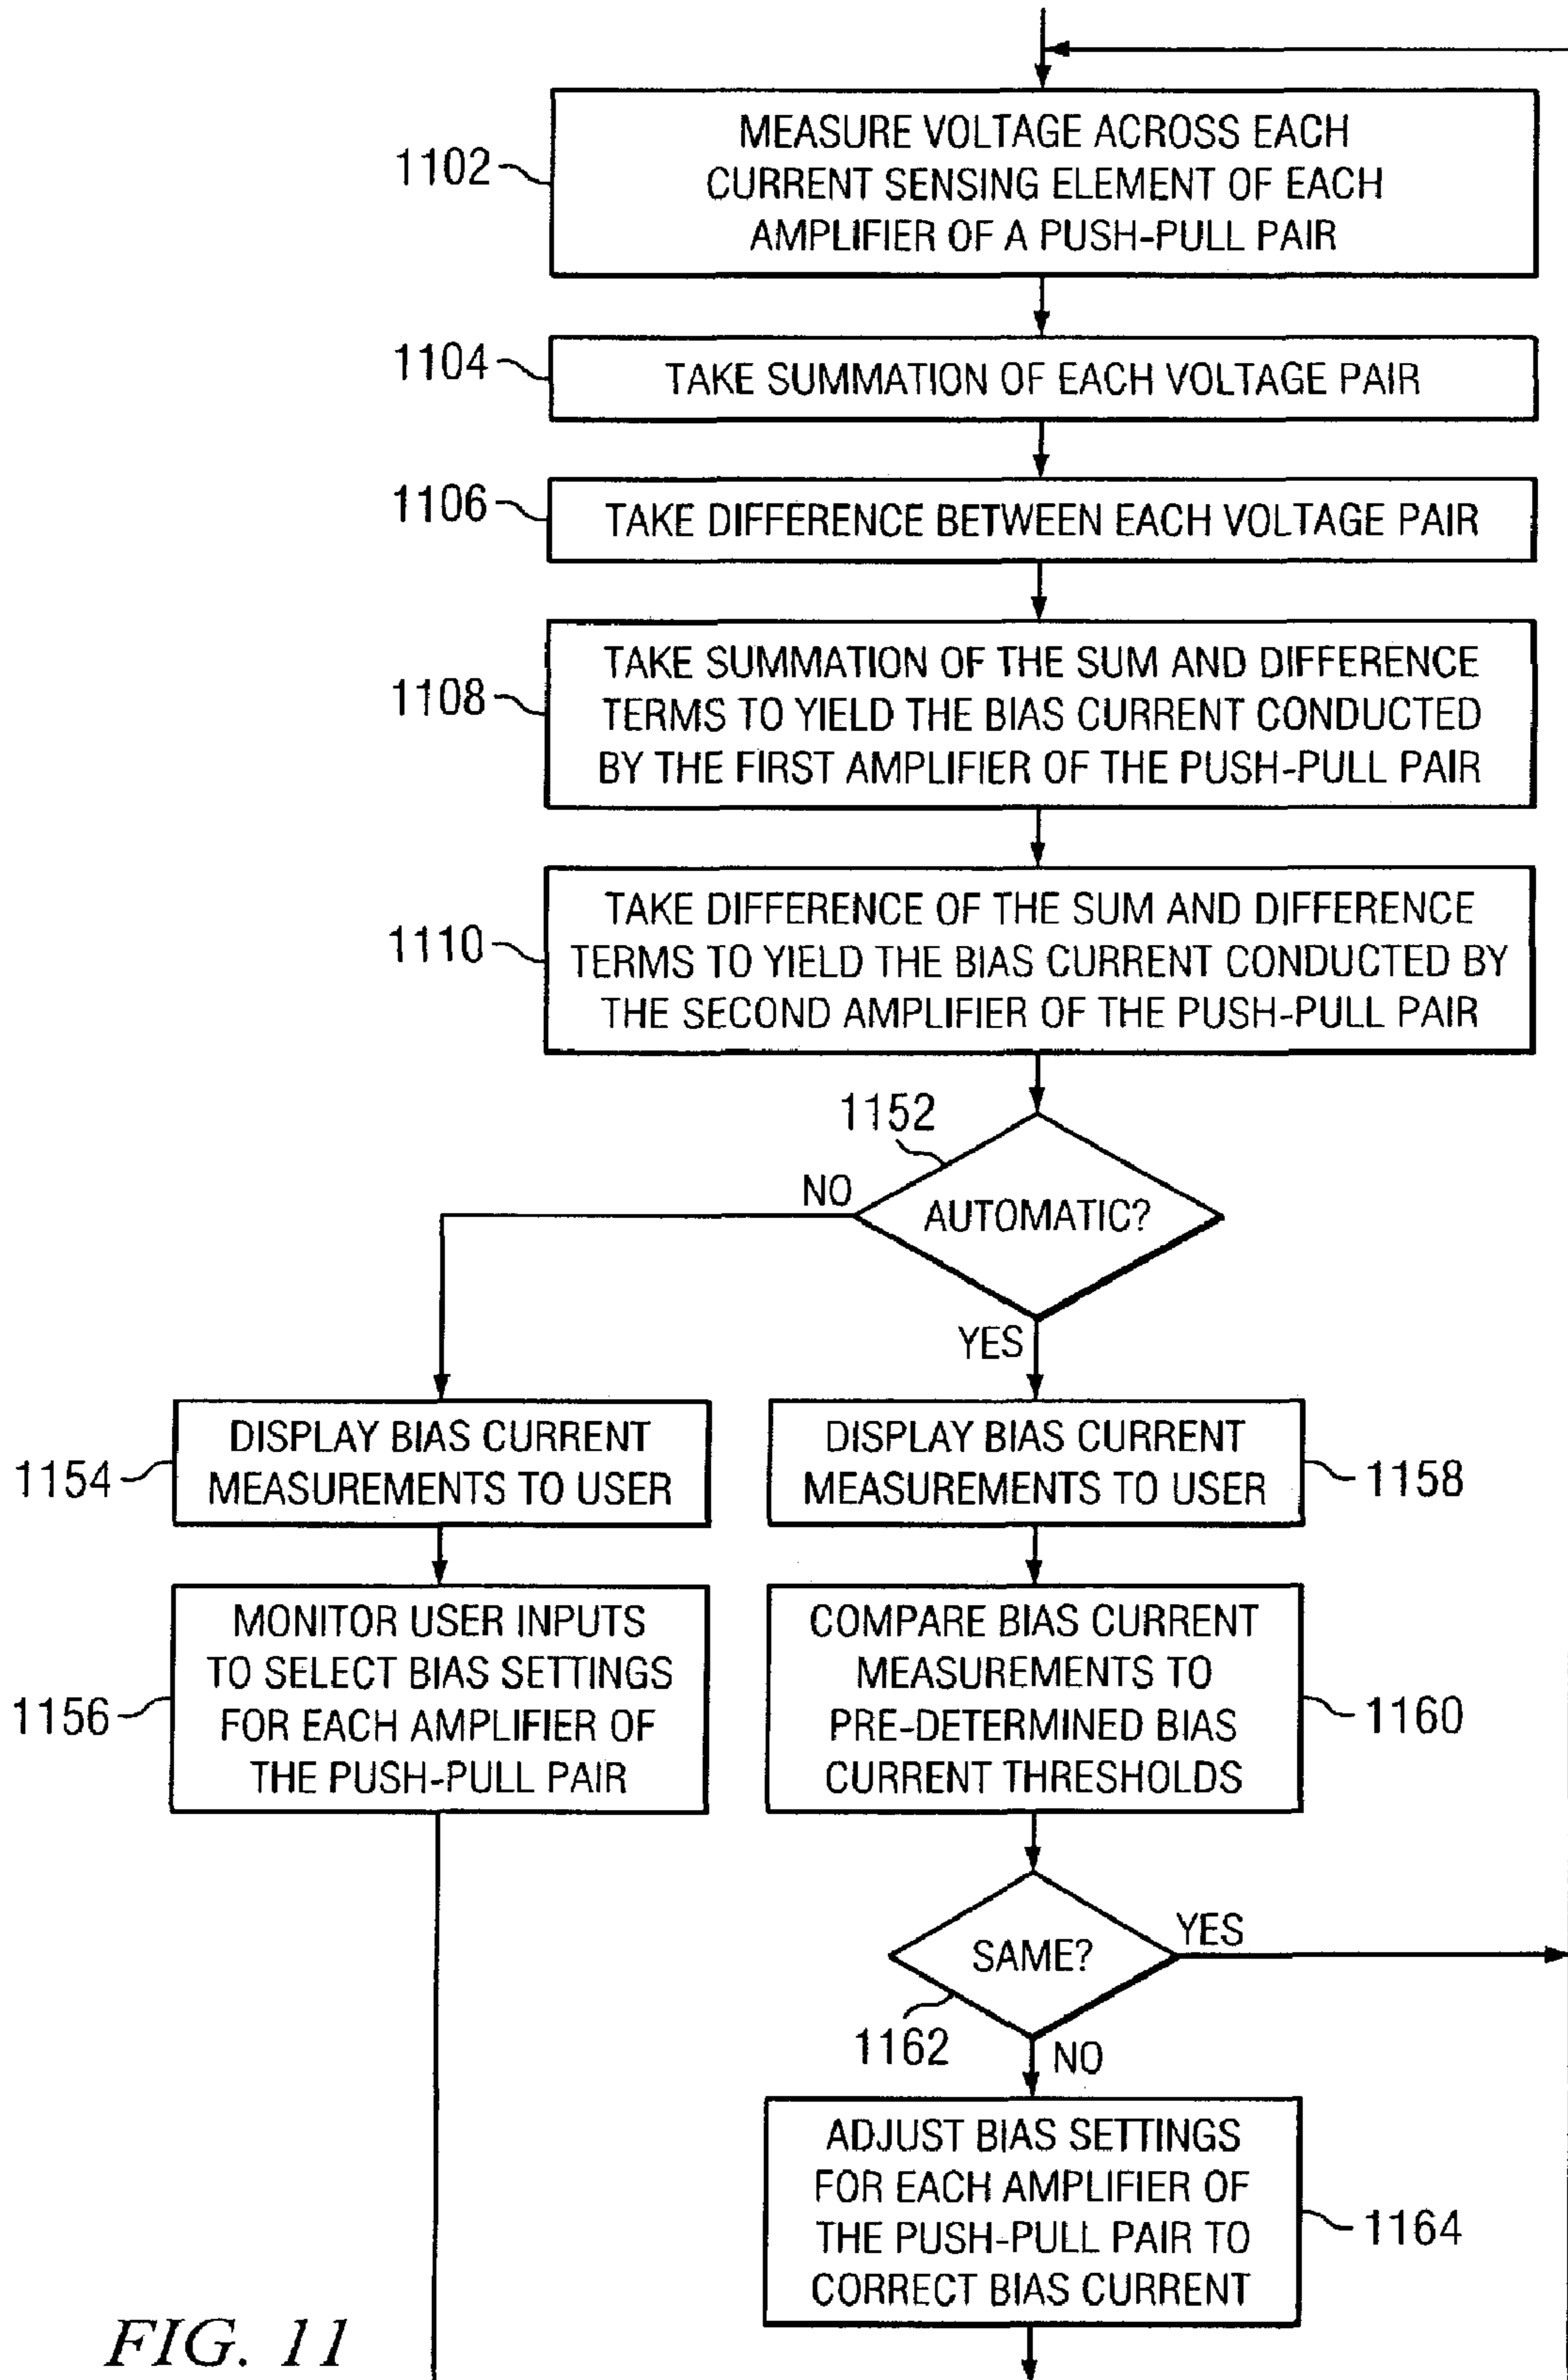 1102
MEASURE VOLTAGE ACROSS EACH
CURRENT SENSING ELEMENT OF EACH
AMPLIFIER OF A PUSH-PULL PAIR
1104
TAKE SUMMATION OF EACH VOLTAGE PAIR
1106
TAKE DIFFERENCE BETWEEN EACH VOLTAGE PAIR
1108
TAKE SUMMATION OF THE SUM AND DIFFERENCE
TERMS TO YIELD THE BIAS CURRENT CONDUCTED
BY THE FIRST AMPLIFIER OF THE PUSH-PULL PAIR
1110
TAKE DIFFERENCE OF THE SUM AND DIFFERENCE
TERMS TO YIELD THE BIAS CURRENT CONDUCTED BY
THE SECOND AMPLIFIER OF THE PUSH-PULL PAIR
1152
NO
AUTOMATIC?
YES
1154
DISPLAY BIAS CURRENT
MEASUREMENTS TO USER
DISPLAY BIAS CURRENT
MEASUREMENTS TO USER
1158
1156
MONITOR USER INPUTS
TO SELECT BIAS SETTINGS
FOR EACH AMPLIFIER OF
THE PUSH-PULL PAIR
COMPARE BIAS CURRENT
MEASUREMENTS TO
PRE-DETERMINED BIAS
CURRENT THRESHOLDS
1160
SAME?
YES
1162
NO
ADJUST BIAS SETTINGS
FOR EACH AMPLIFIER OF
THE PUSH-PULL PAIR TO
CORRECT BIAS CURRENT
1164
FIG. 11